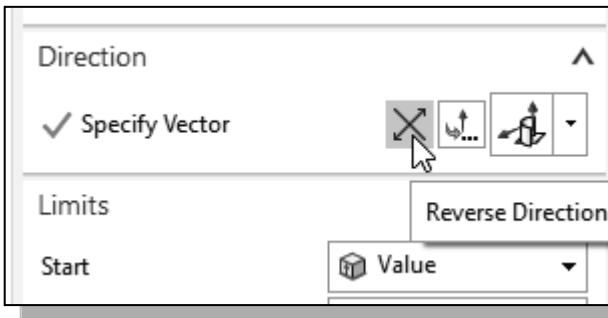 Direction
Specify Vector
...
Limits
Reverse Direction
Start
Value